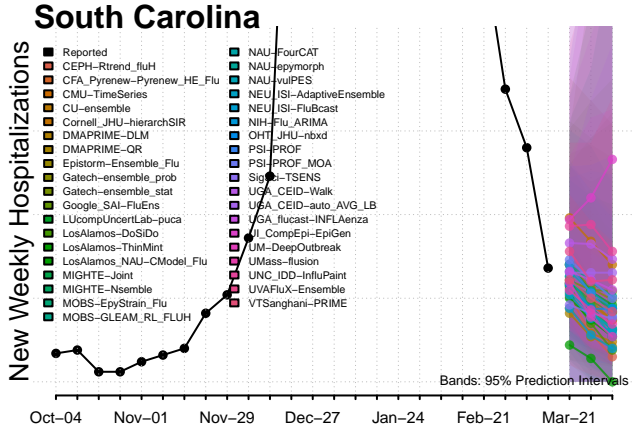 South Carolina
New Weekly Hospitalizations
Reported
CEPH−Rtrend_fluH
CFA_Pyrenew−Pyrenew_HE_Flu
CMU−TimeSeries
CU−ensemble
Cornell_JHU−hierarchSIR
DMAPRIME−DLM
DMAPRIME−QR
Epistorm−Ensemble_Flu
Gatech−ensemble_prob
Gatech−ensemble_stat
Google_SAI−FluEns
LUcompUncertLab−puca
LosAlamos−DoSiDo
LosAlamos−ThinMint
LosAlamos_NAU−CModel_Flu
MIGHTE−Joint
MIGHTE−Nsemble
MOBS−EpyStrain_Flu
MOBS−GLEAM_RL_FLUH
NAU−FourCAT
NAU−epymorph
NAU−vulPES
NEU_ISI−AdaptiveEnsemble
NEU_ISI−FluBcast
NIH−Flu_ARIMA
OHT_JHU−nbxd
PSI−PROF
PSI−PROF_MOA
Sigsci−TSENS
UGA_CEID−Walk
UGA_CEID−auto_AVG_LB
UGA_flucast−INFLAenza
UI_CompEpi−EpiGen
UM−DeepOutbreak
UMass−fusion
UNC_IDD−InfluPaint
UVAFluX−Ensemble
VTSanghani−PRIME
Bands: 95% Prediction Intervals
Oct−04 Nov−01 Nov−29 Dec−27 Jan−24 Feb−21 Mar−21